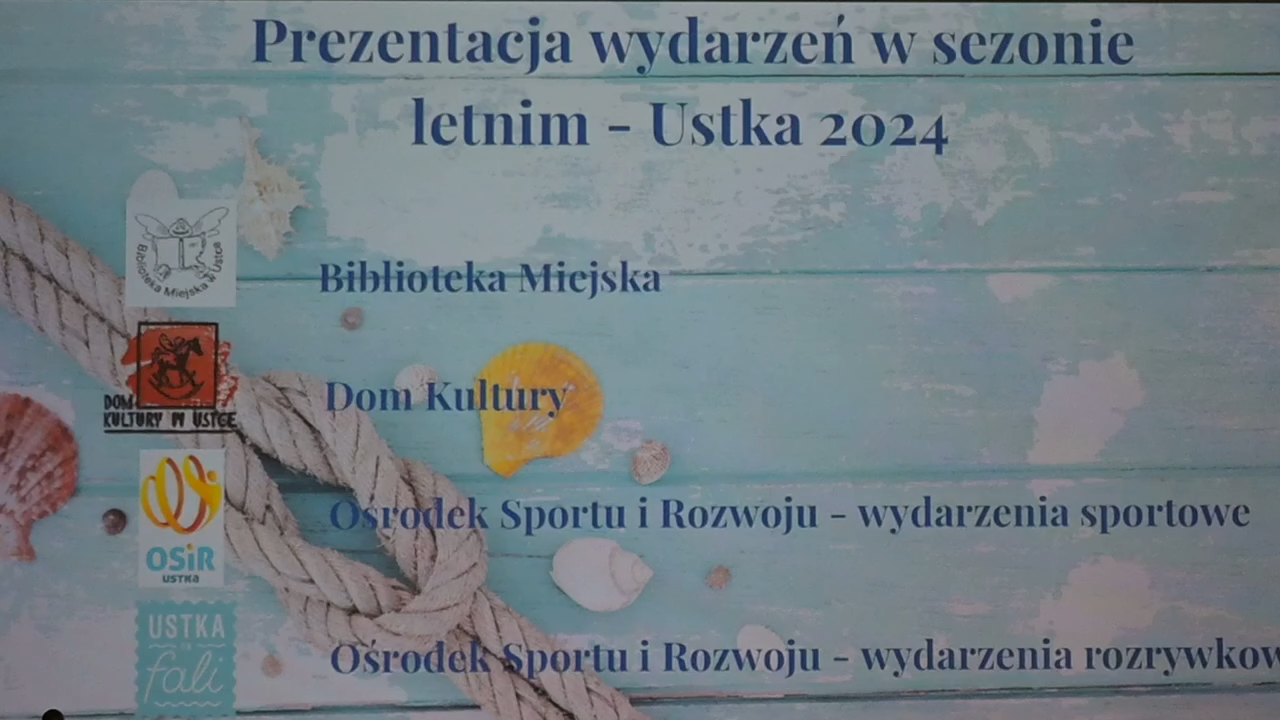 Prezentacja wydarzeń w sezonie
letnim - Ustka 2024
Biblioteka Miejska w Ustce
Biblioteka Miejska
DOM
KULTURY W USTCE
Dom Kultury
OSiR
USTKa
Ośrodek Sportu i Rozwoju - wydarzenia sportowe
USTKA
fali
Ośrodek Sportu i Rozwoju - wydarzenia rozrywkow